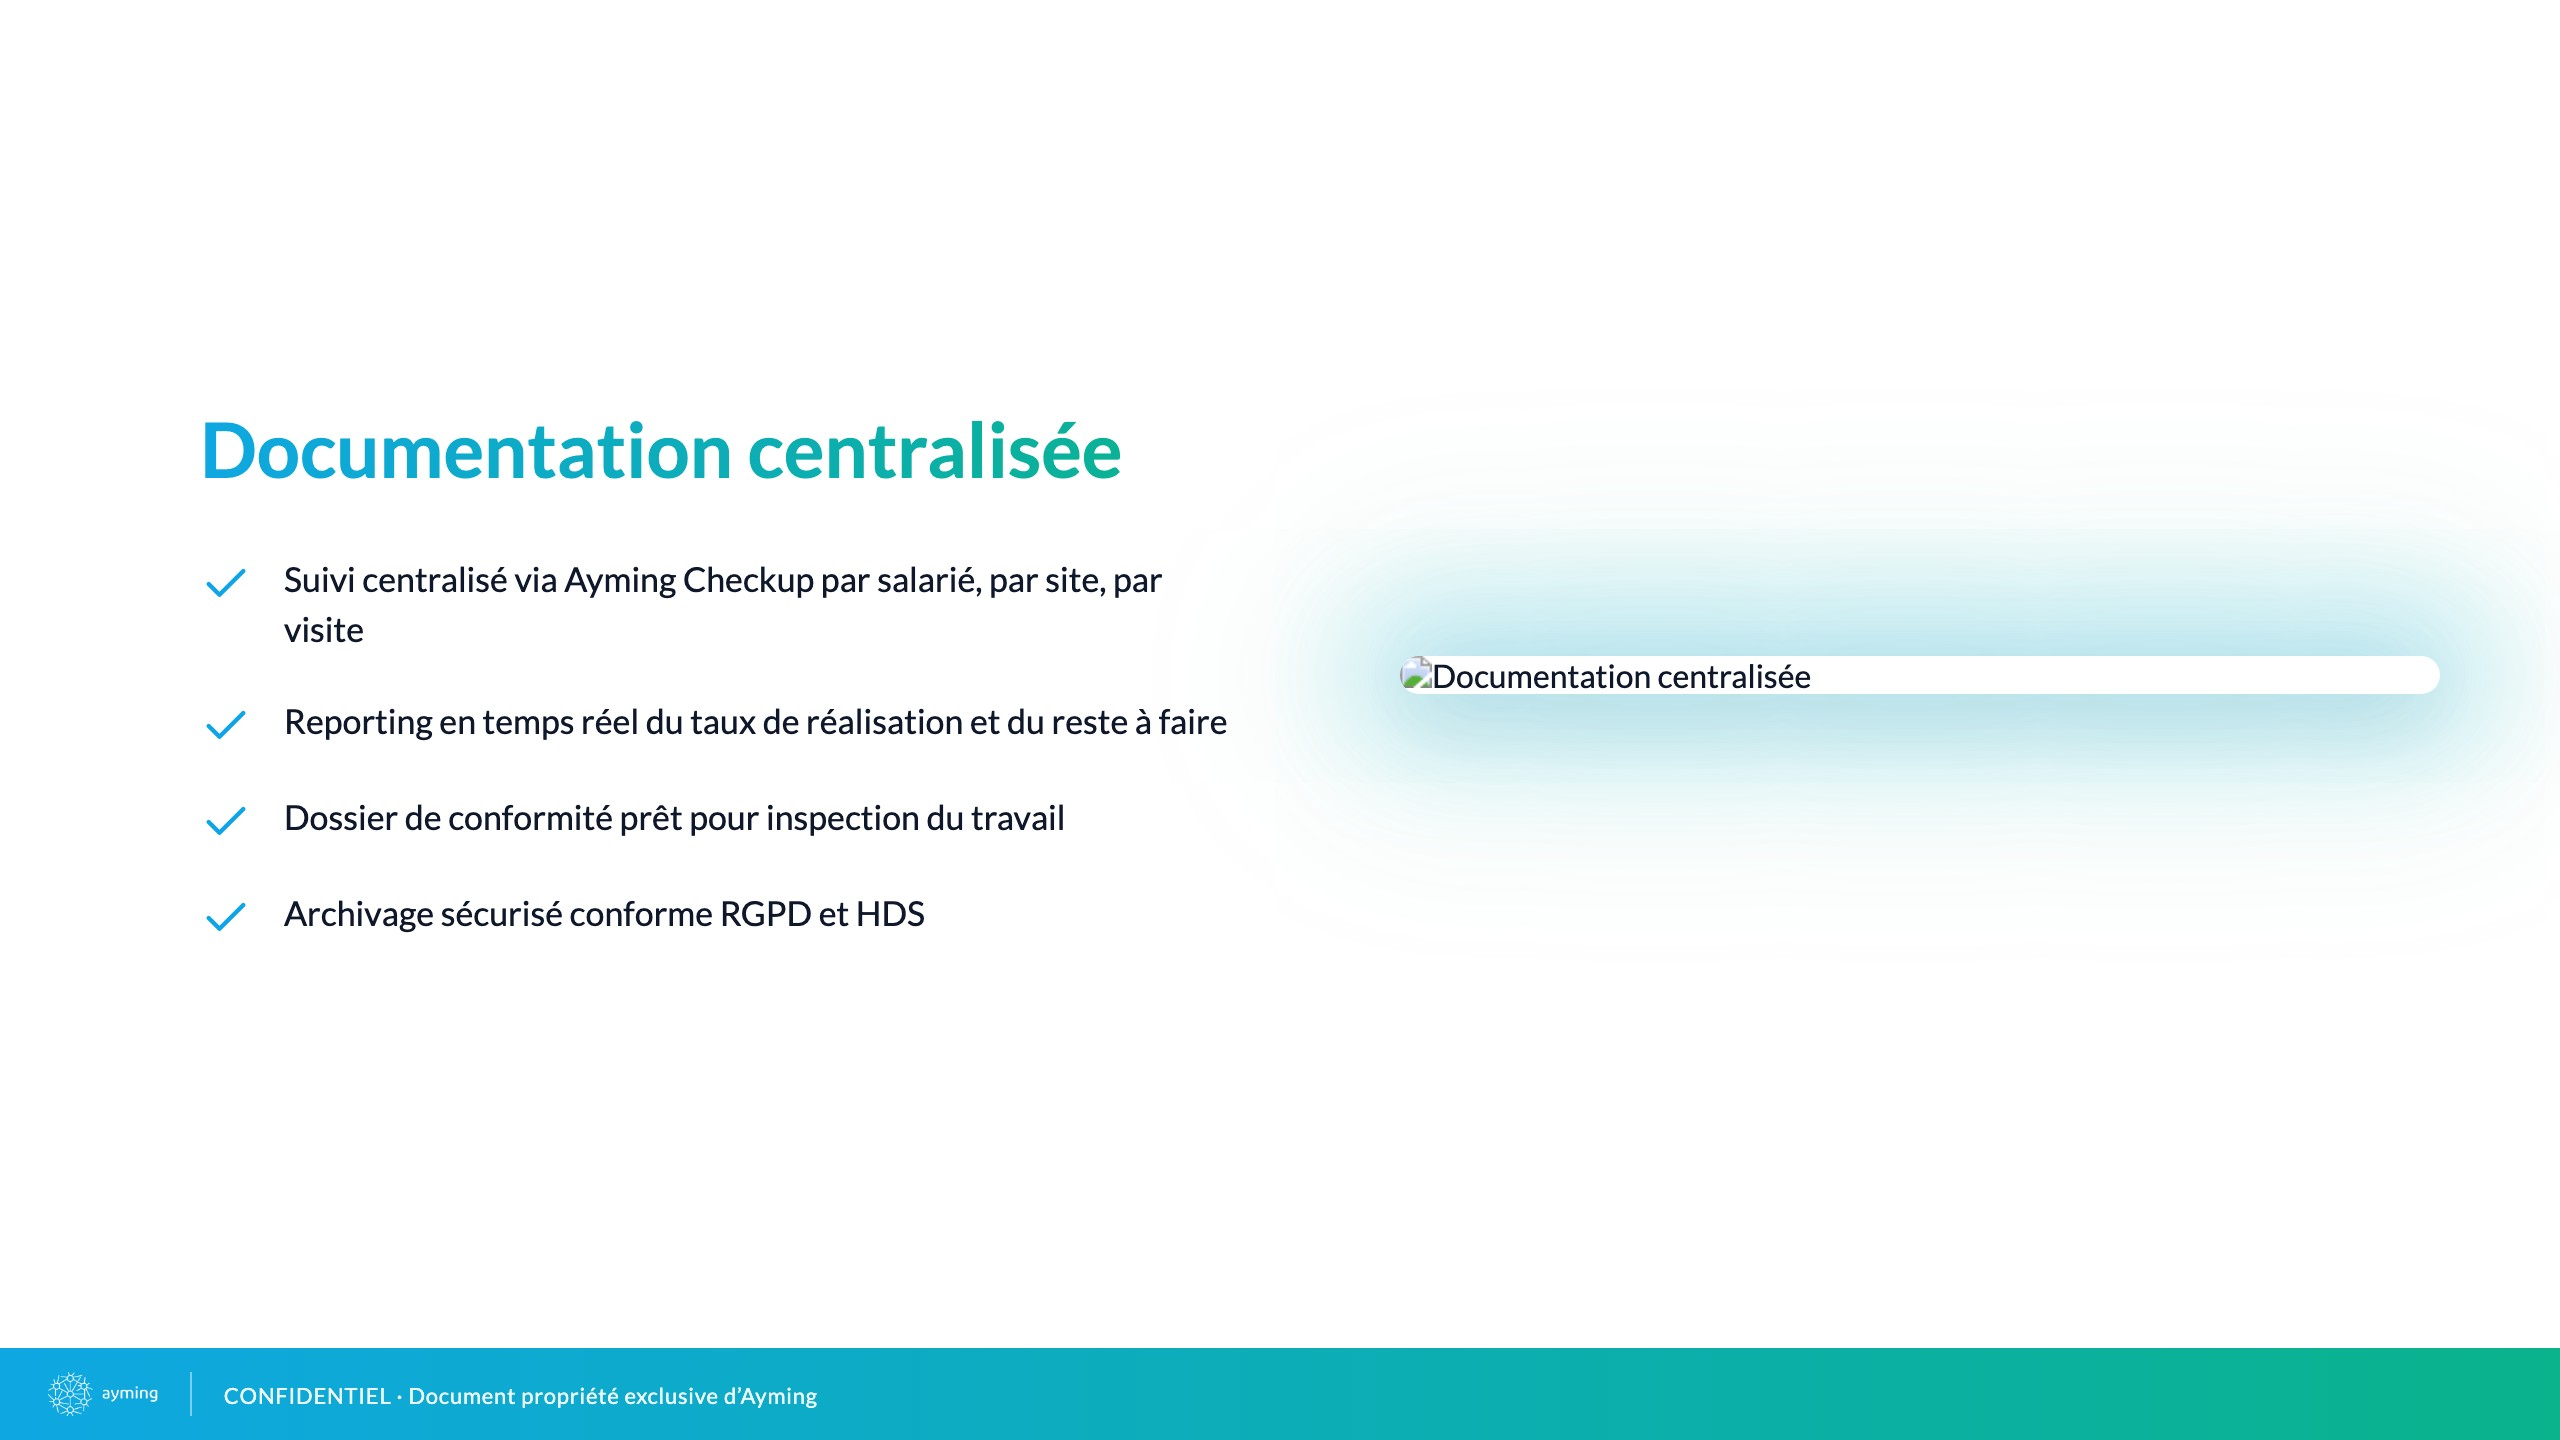 Documentation centralisée
Suivi centralisé via Ayming Checkup par salarié, par site, par
visite
Reporting en temps réel du taux de réalisation et du reste à faire
Dossier de conformité prêt pour inspection du travail
Archivage sécurisé conforme RGPD et HDS
Documentation centralisée
ayming
CONFIDENTIEL · Document propriété exclusive d’Ayming